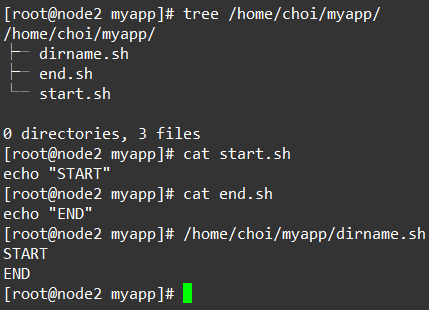 [root@node2 myapp]# tree /home/choi/myapp/
/home/choi/myapp/
├─ dirname.sh
├─ end.sh
└─ start.sh

0 directories, 3 files
[root@node2 myapp]# cat start.sh
echo "START"
[root@node2 myapp]# cat end.sh
echo "END"
[root@node2 myapp]# /home/choi/myapp/dirname.sh
START
END
[root@node2 myapp]#